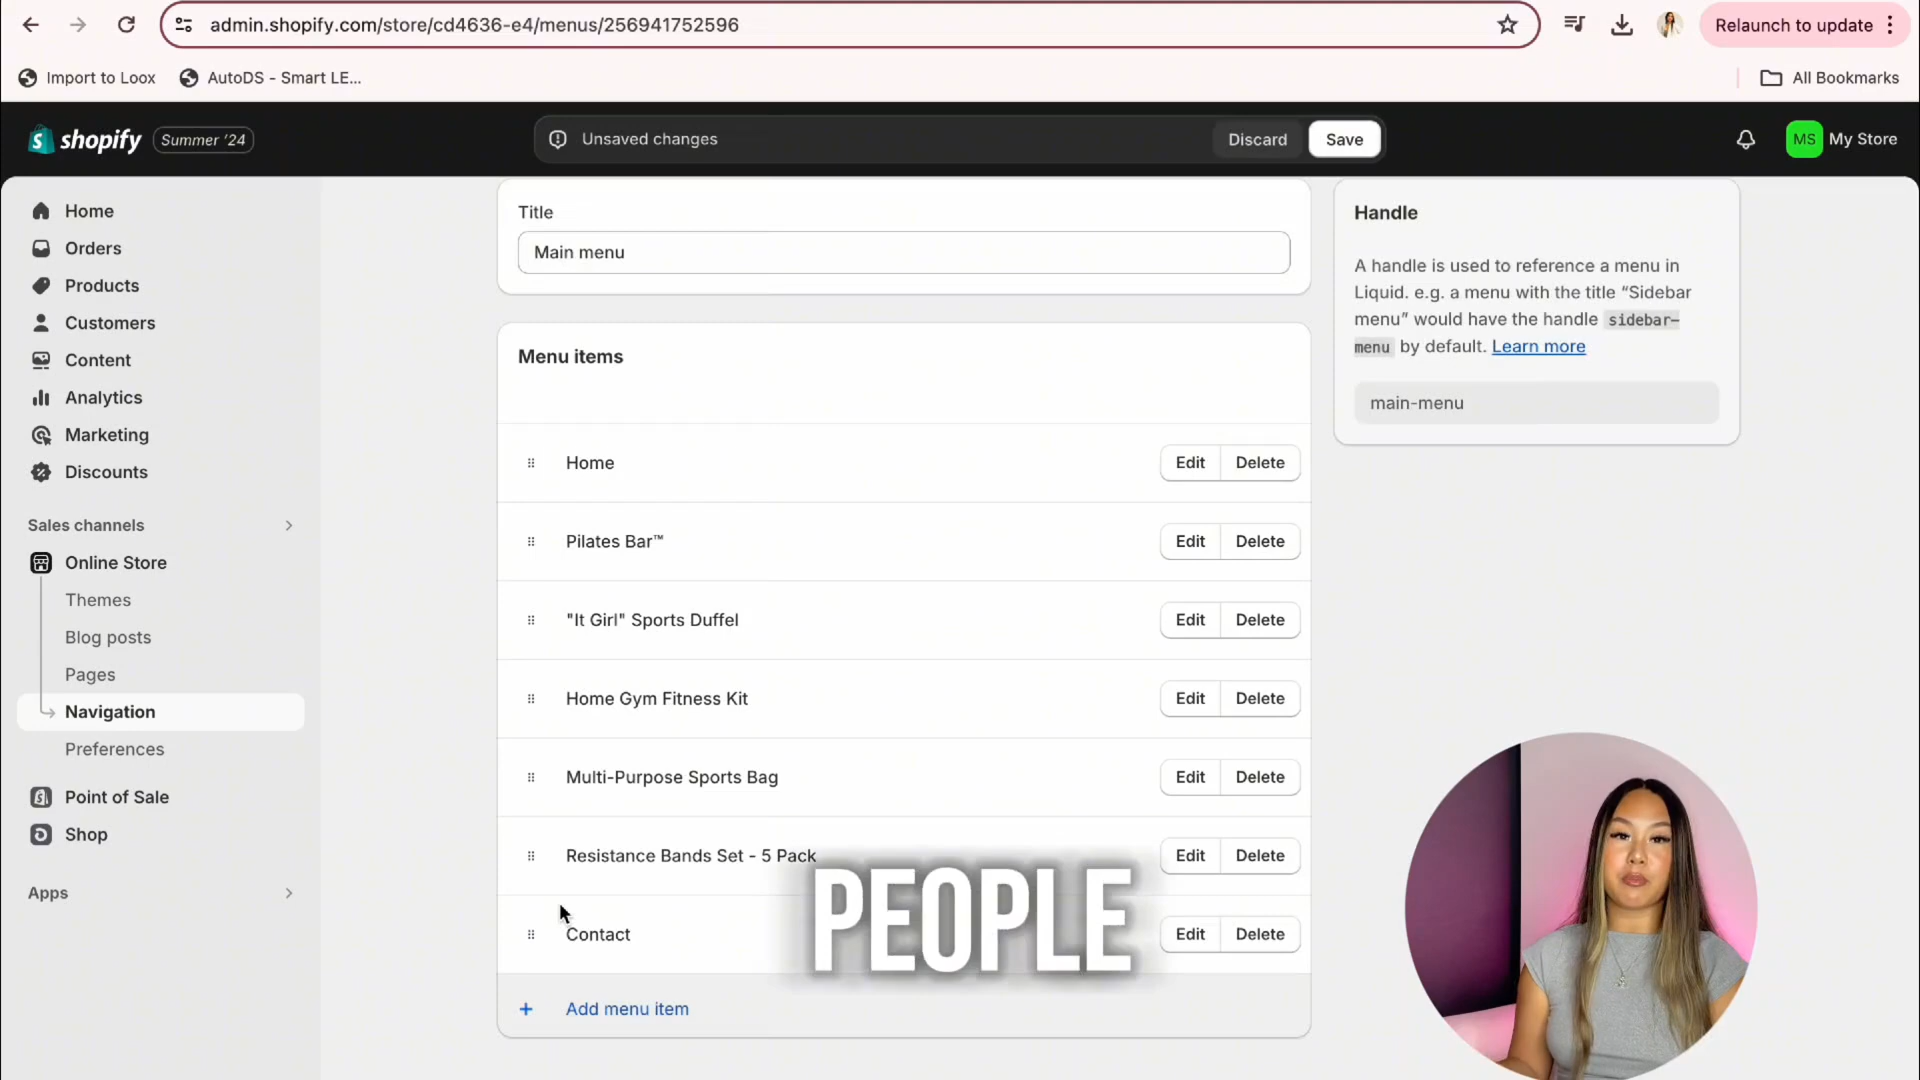 admin.shopify.com/store/cd4636-e4/menus/256941752596
Relaunch to update
Import to Loox
AutoDS - Smart LE...
All Bookmarks
shopify
Summer '24
Unsaved changes
Discard
Save
MS
My Store
Home
Orders
Products
Customers
Content
Analytics
Marketing
Discounts
Sales channels
Online Store
Themes
Blog posts
Pages
Navigation
Preferences
Point of Sale
Shop
Apps
Title
Main menu
Menu items
Home
Edit
Delete
Pilates Bar™
Edit
Delete
"It Girl" Sports Duffel
Edit
Delete
Home Gym Fitness Kit
Edit
Delete
Multi-Purpose Sports Bag
Edit
Delete
Resistance Bands Set - 5 Pack
Edit
Delete
Contact
Edit
Delete
+ Add menu item
PEOPLE
Handle
A handle is used to reference a menu in
Liquid. e.g. a menu with the title “Sidebar
menu” would have the handle sidebar-
menu by default. Learn more
main-menu